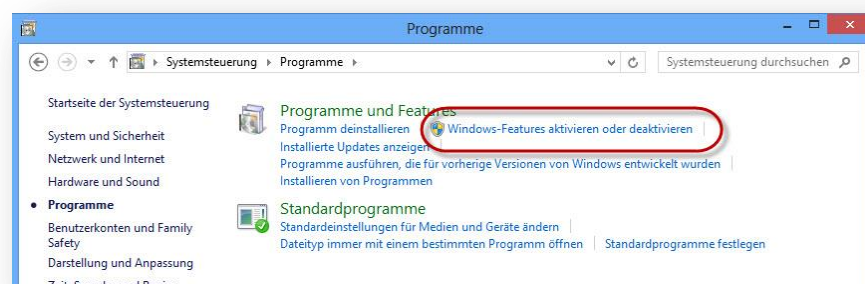 Programme
Systemsteuerung Programme
Systemsteuerung durchsuchen
Startseite der Systemsteuerung
System und Sicherheit
Netzwerk und Internet
Hardware und Sound
Programme
Benutzerkonten und Family
Safety
Darstellung und Anpassung
Programme und Features
Programm deinstallieren Windows-Features aktivieren oder deaktivieren
Installierte Updates anzeigen
Programme ausführen, die für vorherige Versionen von Windows entwickelt wurden
Installieren von Programmen
Standardprogramme
Standardeinstellungen für Medien und Geräte ändern
Dateityp immer mit einem bestimmten Programm öffnen Standardprogramme festlegen